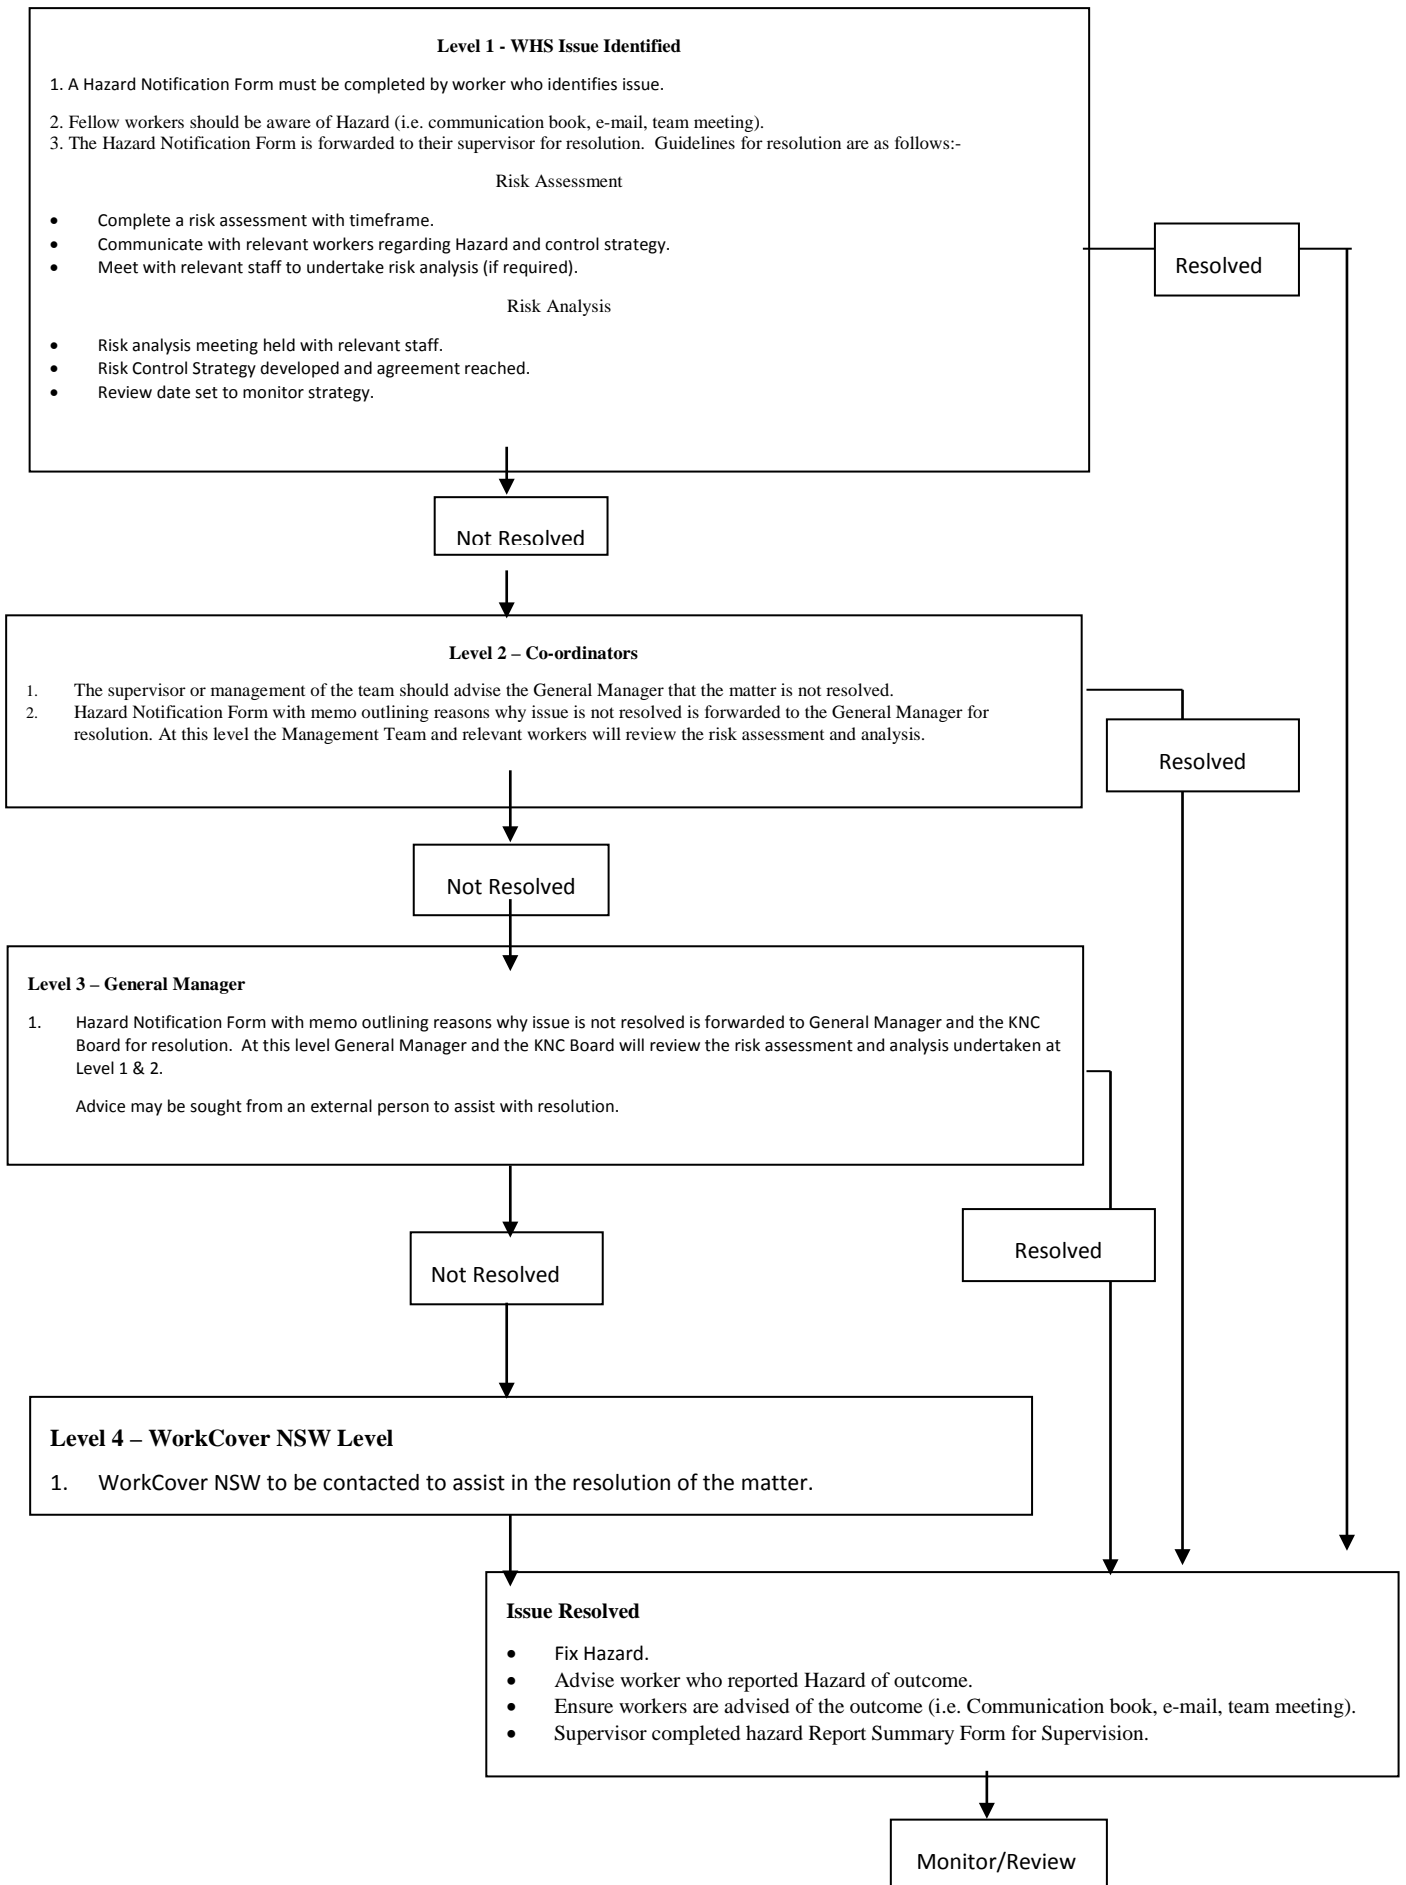 Level 1 - WHS Issue Identified
1. A Hazard Notification Form must be completed by worker who identifies issue.
2. Fellow workers should be aware of Hazard (i.e. communication book, e-mail, team meeting).
3. The Hazard Notification Form is forwarded to their supervisor for resolution.  Guidelines for resolution are as follows:-
Risk Assessment
• Complete a risk assessment with timeframe.
• Communicate with relevant workers regarding Hazard and control strategy.
• Meet with relevant staff to undertake risk analysis (if required).
Risk Analysis
• Risk analysis meeting held with relevant staff.
• Risk Control Strategy developed and agreement reached.
• Review date set to monitor strategy.
Resolved
Not Resolved
Level 2 – Co-ordinators
1. The supervisor or management of the team should advise the General Manager that the matter is not resolved.
2. Hazard Notification Form with memo outlining reasons why issue is not resolved is forwarded to the General Manager for
resolution. At this level the Management Team and relevant workers will review the risk assessment and analysis.
Resolved
Not Resolved
Level 3 – General Manager
1. Hazard Notification Form with memo outlining reasons why issue is not resolved is forwarded to General Manager and the KNC
Board for resolution.  At this level General Manager and the KNC Board will review the risk assessment and analysis undertaken at
Level 1 & 2.
Advice may be sought from an external person to assist with resolution.
Resolved
Not Resolved
Level 4 – WorkCover NSW Level
1. WorkCover NSW to be contacted to assist in the resolution of the matter.
Issue Resolved
• Fix Hazard.
• Advise worker who reported Hazard of outcome.
• Ensure workers are advised of the outcome (i.e. Communication book, e-mail, team meeting).
• Supervisor completed hazard Report Summary Form for Supervision.
Monitor/Review